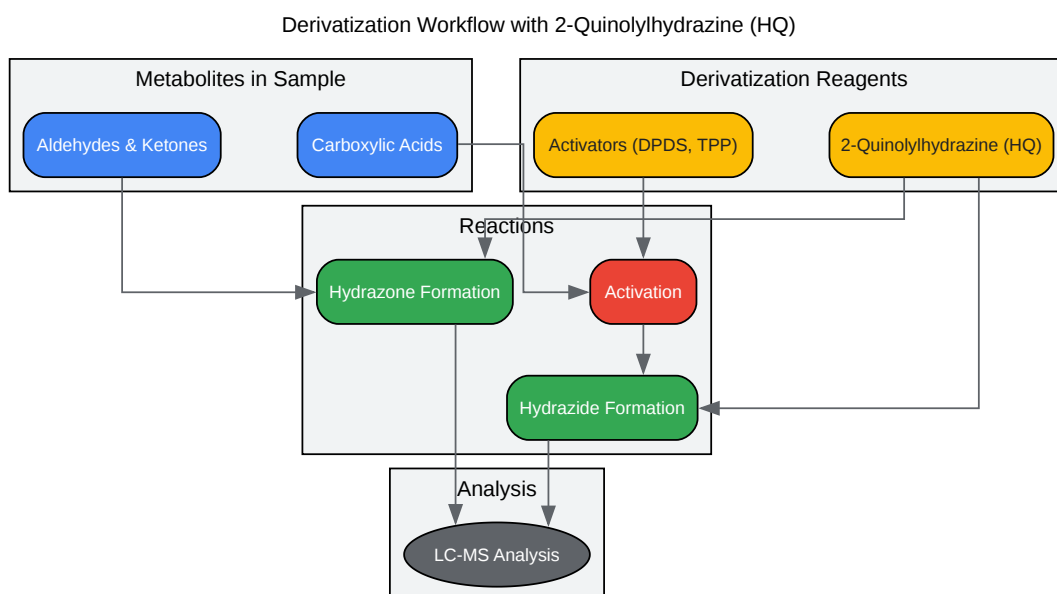 Derivatization Workflow with 2-Quinolylhydrazine (HQ)
Metabolites in Sample
Derivatization Reagents
Aldehydes & Ketones
Carboxylic Acids
Activators (DPDS, TPP)
2-Quinolylhydrazine (HQ)
Reactions
Hydrazone Formation
Activation
Hydrazide Formation
Analysis
LC-MS Analysis